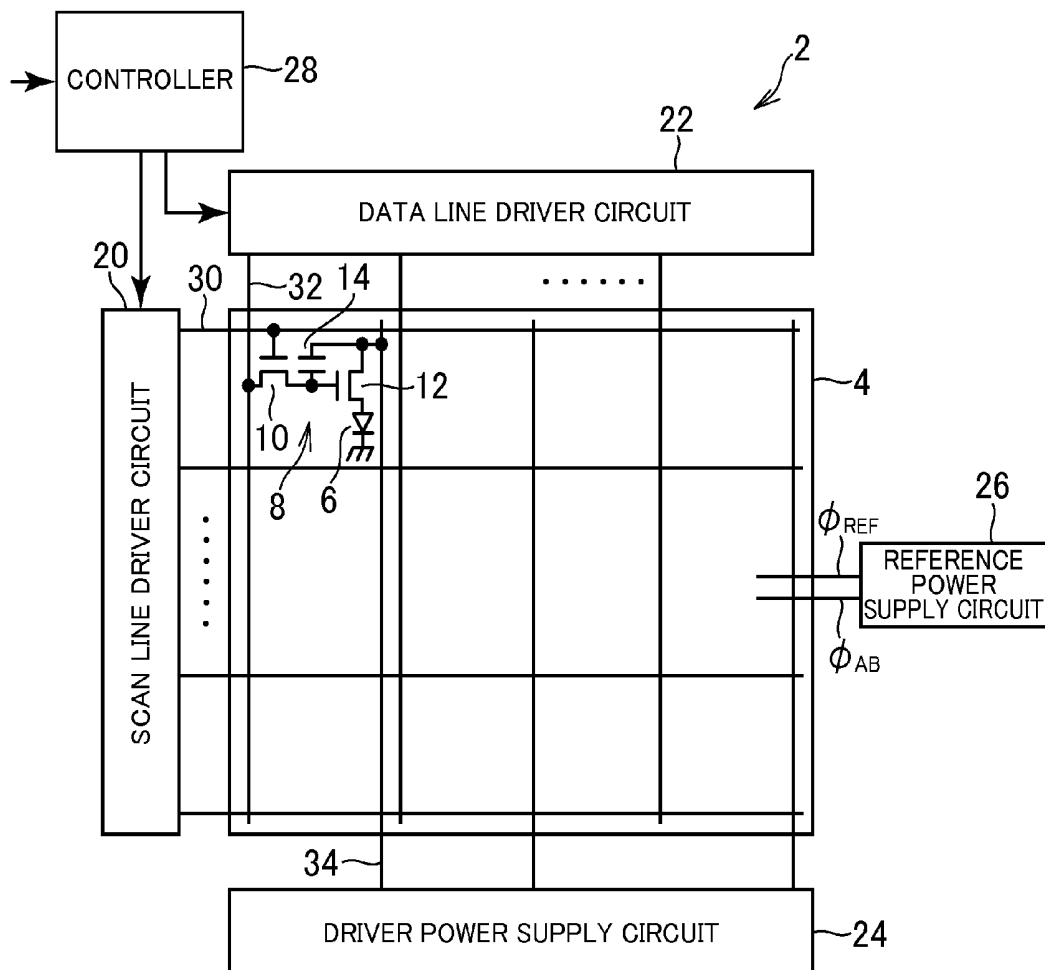 CONTROLLER
28
2
22
DATA LINE DRIVER CIRCUIT
20
30
32
14
......
12
4
10
8
6
SCAN LINE DRIVER CIRCUIT
......
ϕREF
26
REFERENCE
POWER
SUPPLY CIRCUIT
ϕAB
34
DRIVER POWER SUPPLY CIRCUIT
24